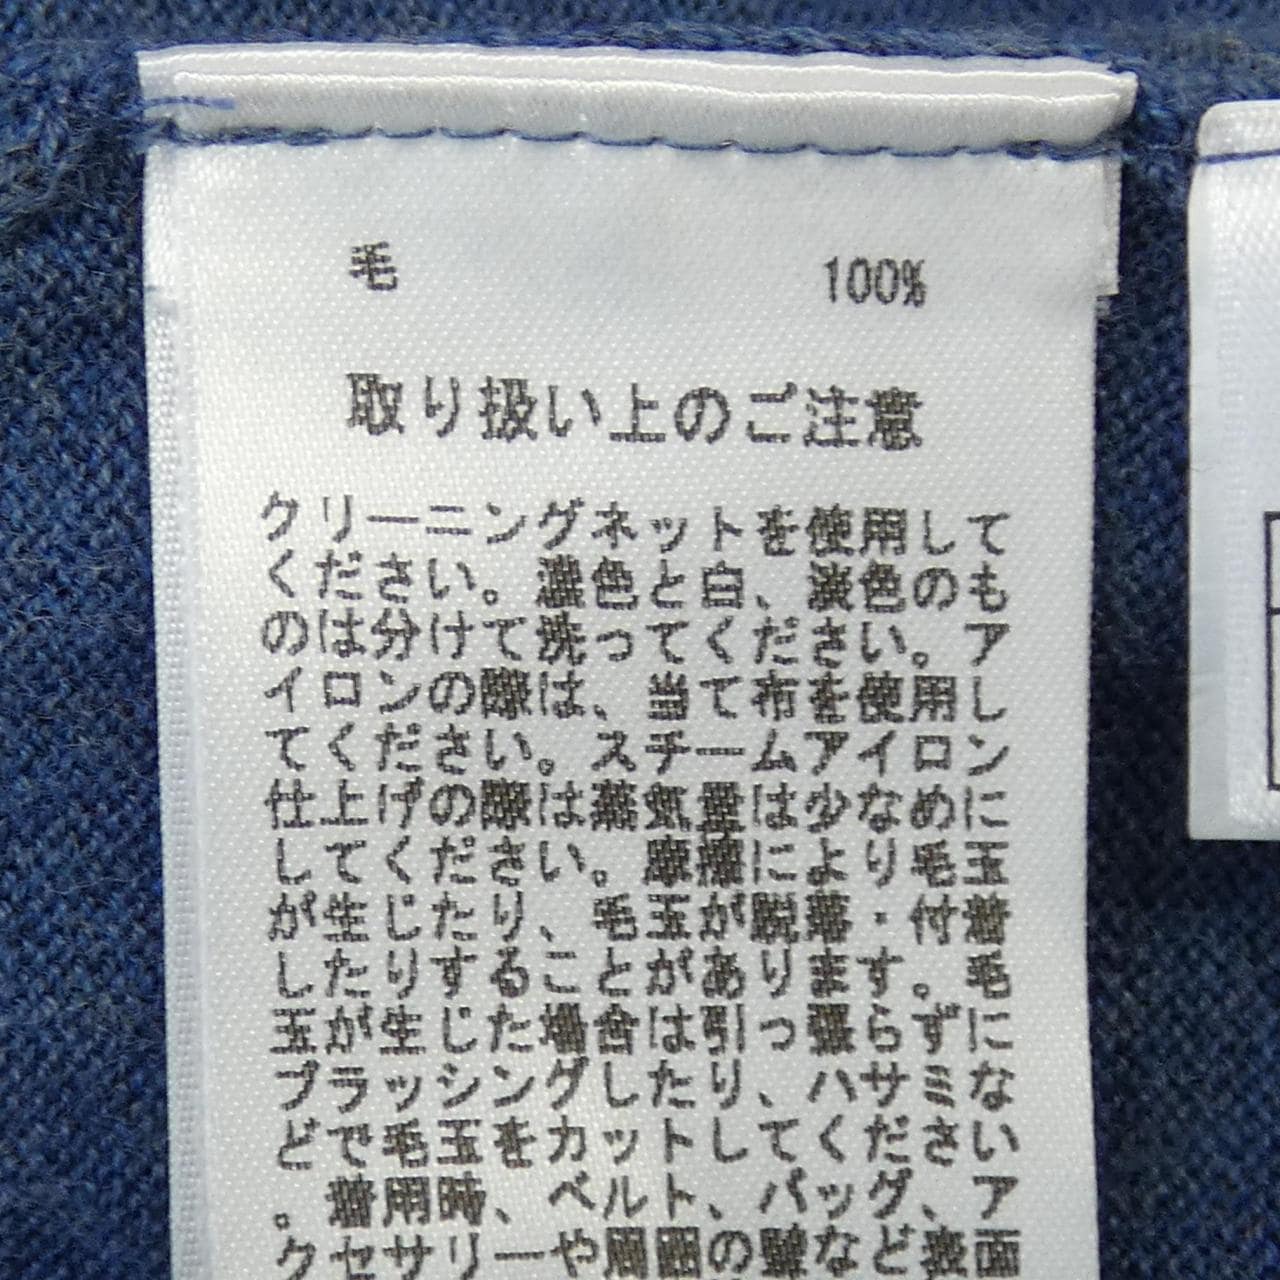 毛 100%
取り扱い上のご注意
クリーニングネットを使用して
ください。濃色と白、淡色のも
のは分けて洗ってください。ア
イロンの際は、当て布を使用し
てください。スチームアイロン
仕上げの際は蒸気量は少なめに
してください。摩擦により毛玉
が生じたり、毛玉が脱落・付着
したりすることがあります。毛
玉が生じた場合は引っ張らずに
ブラッシングしたり、ハサミな
どで毛玉をカットしてください
。着用時、ベルト、バッグ、ア
クセサリーや周囲の壁など表面